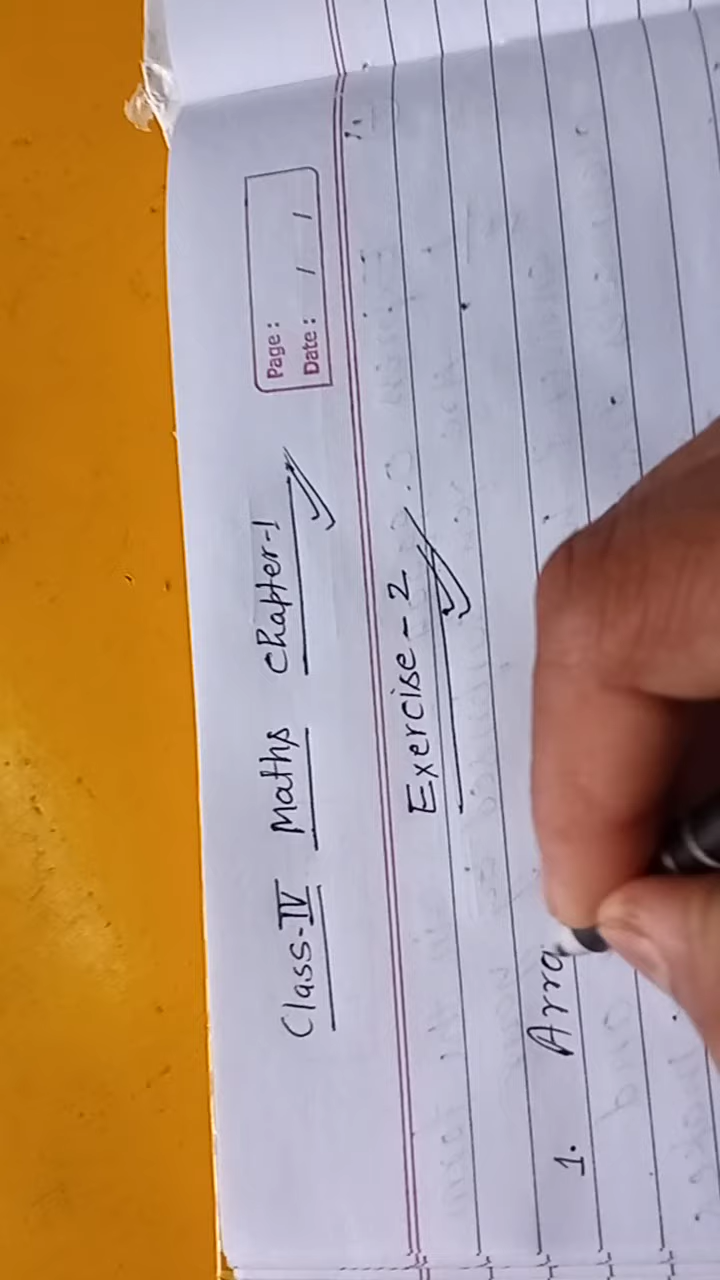 Page:
Date: / /
Class-IV Maths Chapter-1
Exercise-2
1. Arra